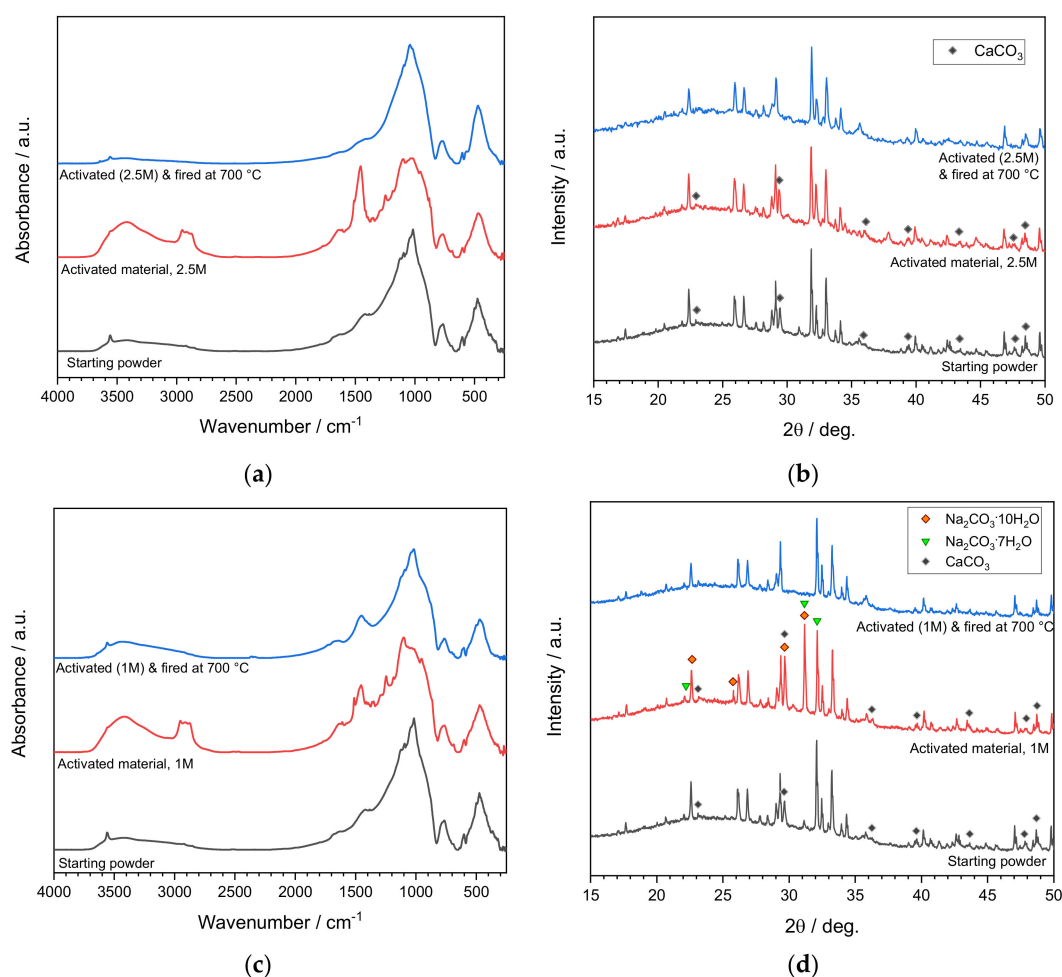 Absorbance / a.u.
Activated (2.5M) & fired at 700 °C
Activated material, 2.5M
Starting powder
4000 3500 3000 2500 2000 1500 1000 500
Wavenumber / cm⁻¹
(a)
Intensity / a.u.
CaCO₃
Activated (2.5M)
& fired at 700 °C
Activated material, 2.5M
Starting powder
15 20 25 30 35 40 45 50
2θ / deg.
(b)
Absorbance / a.u.
Activated (1M) & fired at 700 °C
Activated material, 1M
Starting powder
4000 3500 3000 2500 2000 1500 1000 500
Wavenumber / cm⁻¹
(c)
Intensity / a.u.
Na₂CO₃·10H₂O
Na₂CO₃·7H₂O
CaCO₃
Activated (1M) & fired at 700 °C
Activated material, 1M
Starting powder
15 20 25 30 35 40 45 50
2θ / deg.
(d)